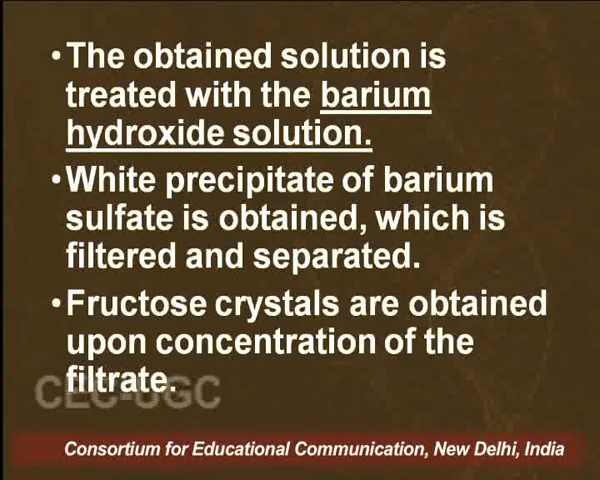 •The obtained solution is
treated with the barium
hydroxide solution.
•White precipitate of barium
sulfate is obtained, which is
filtered and separated.
•Fructose crystals are obtained
upon concentration of the
filtrate.
CEC-UGC
Consortium for Educational Communication, New Delhi, India